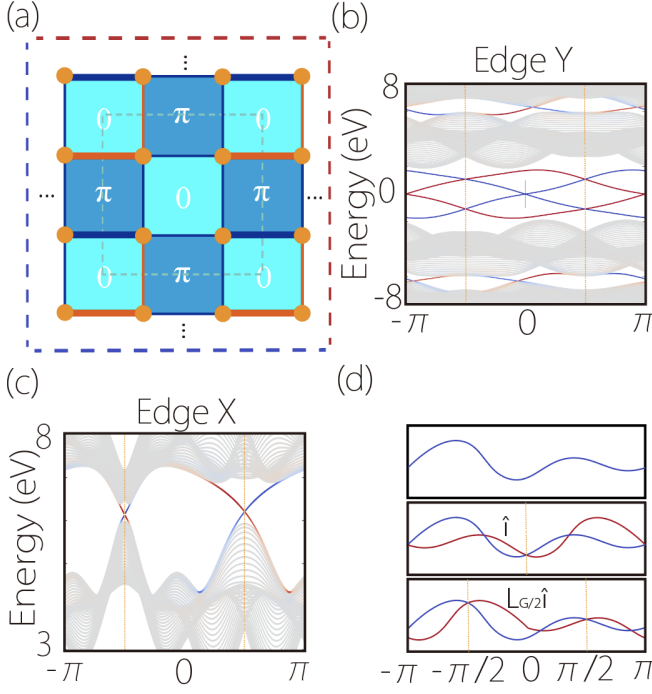 (a)
⋮
0 π 0
... π 0 π ...
0 π 0
⋮
(b)
Edge Y
Energy (eV)
8
0
-8
-π 0 π
(c)
Edge X
Energy (eV)
8
3
-π 0 π
(d)
î
L_{G/2}î
-π -π/2 0 π/2 π